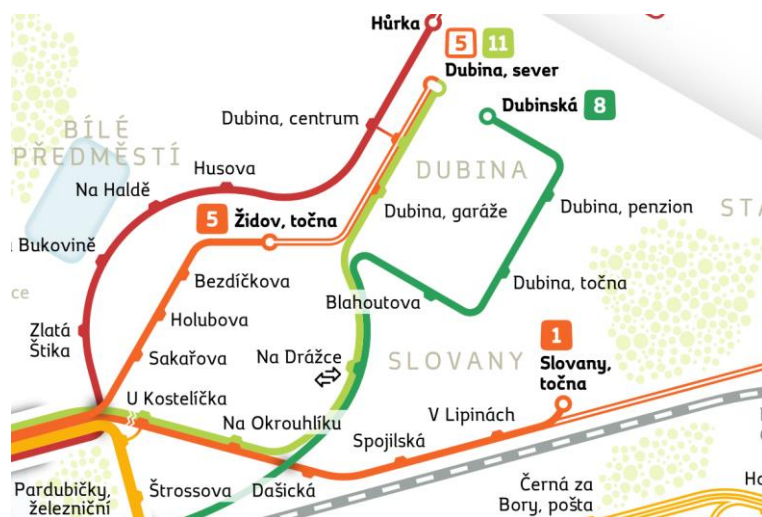 Hůrka
5 11
Dubina, sever
Dubinská 8
Dubina, centrum
BÍLÉ
PŘEDMĚSTÍ
Husova
DUBINA
Na Haldě
Dubina, garáže
Dubina, penzion
STA
5 Židov, točna
Bukovině
Bezdíčkova
Dubina, točna
ce
Blahoutova
Holubova
Zlatá
Štika
1
Na Drážce
SLOVANY
Slovany,
točna
Sakařova
U Kostelíčka
V Lipinách
Na Okrouhlíku
Spojilská
Pardubičky,
železniční
Štrossova
Dašická
Černá za
Bory, pošta
Ho